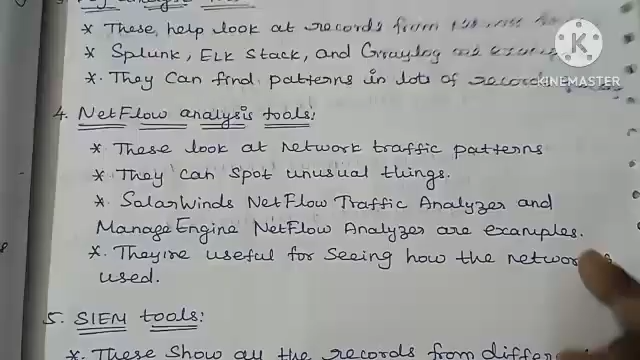 * These help look at records from
* Splunk, ELK Stack, and Graylog are
* They can find patterns in lots of records
KINEMASTER
4. NetFlow analysis tools:
* These look at network traffic patterns
* They can spot unusual things.
* SolarWinds NetFlow Traffic Analyzer and
ManageEngine NetFlow Analyzer are examples.
* They're useful for seeing how the network is
used.
5. SIEM tools:
* These show all the records from